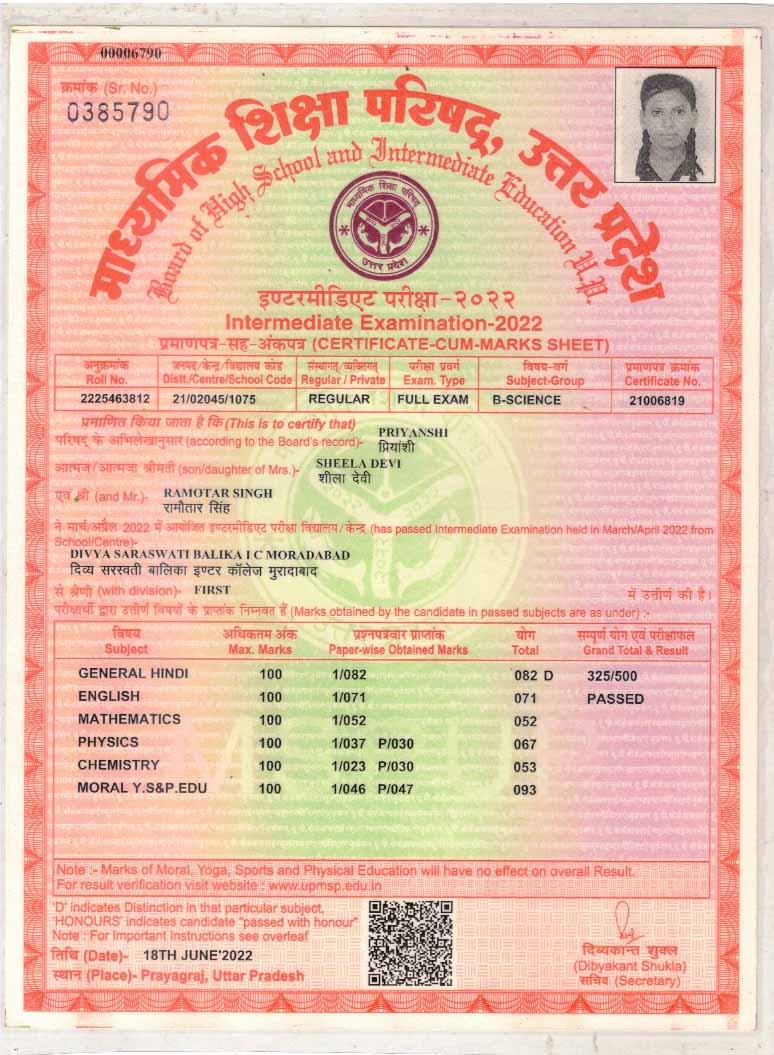 00006790
क्रमांक (Sr. No.)
0385790
माध्यमिक शिक्षा परिषद्, उत्तर प्रदेश
Board of High School and Intermediate Education U.P.
माध्यमिक शिक्षा परिषद्
उत्तर प्रदेश
इण्टरमीडिएट परीक्षा-२०२२
Intermediate Examination-2022
प्रमाणपत्र-सह-अंकपत्र (CERTIFICATE-CUM-MARKS SHEET)
अनुक्रमांक जनपद/केन्द्र/विद्यालय कोड संस्थागत/व्यक्तिगत परीक्षा प्रवर्ग विषय-वर्ग प्रमाणपत्र क्रमांक
Roll No. Distt./Centre/School Code Regular / Private Exam. Type Subject-Group Certificate No.
2225463812 21/02045/1075 REGULAR FULL EXAM B-SCIENCE 21006819
प्रमाणित किया जाता है कि (This is to certify that)
PRIYANSHI
परिषद् के अभिलेखानुसार (according to the Board's record)- प्रियांशी
SHEELA DEVI
आत्मज/आत्मजा श्रीमती (son/daughter of Mrs.)- शीला देवी
एवं श्री (and Mr.)- RAMOTAR SINGH
रामौतार सिंह
ने मार्च/अप्रैल 2022 में आयोजित इण्टरमीडिएट परीक्षा विद्यालय/केन्द्र (has passed Intermediate Examination held in March/April 2022 from
School/Centre)-
DIVYA SARASWATI BALIKA I C MORADABAD
दिव्य सरस्वती बालिका इण्टर कॉलेज मुरादाबाद
से श्रेणी (with division)- FIRST में उत्तीर्ण की है।
परीक्षार्थी द्वारा उत्तीर्ण विषयों के प्राप्तांक निम्नवत हैं (Marks obtained by the candidate in passed subjects are as under) :-
विषय अधिकतम अंक प्रश्नपत्रवार प्राप्तांक योग सम्पूर्ण योग एवं परीक्षाफल
Subject Max. Marks Paper-wise Obtained Marks Total Grand Total & Result
GENERAL HINDI 100 1/082 082 D 325/500
ENGLISH 100 1/071 071 PASSED
MATHEMATICS 100 1/052 052
PHYSICS 100 1/037 P/030 067
CHEMISTRY 100 1/023 P/030 053
MORAL Y.S&P.EDU 100 1/046 P/047 093
Note :- Marks of Moral, Yoga, Sports and Physical Education will have no effect on overall Result.
For result verification visit website : www.upmsp.edu.in
'D' indicates Distinction in that particular subject,
'HONOURS' indicates candidate "passed with honour"
Note : For Important Instructions see overleaf
तिथि (Date)- 18TH JUNE'2022
स्थान (Place)- Prayagraj, Uttar Pradesh
दिव्यकान्त शुक्ल
(Dibyakant Shukla)
सचिव (Secretary)